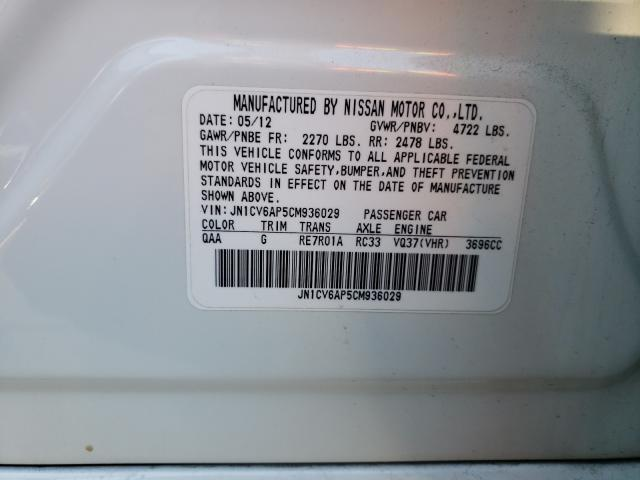 MANUFACTURED BY NISSAN MOTOR CO.,LTD.
DATE: 05/12 GVWR/PNBV: 4722 LBS.
GAWR/PNBE FR: 2270 LBS. RR: 2478 LBS.
THIS VEHICLE CONFORMS TO ALL APPLICABLE FEDERAL
MOTOR VEHICLE SAFETY,BUMPER,AND THEFT PREVENTION
STANDARDS IN EFFECT ON THE DATE OF MANUFACTURE
SHOWN ABOVE.
VIN:JN1CV6AP5CM936029 PASSENGER CAR
COLOR TRIM TRANS AXLE ENGINE
QAA G RE7R01A RC33 VQ37(VHR) 3696CC
JN1CV6AP5CM936029